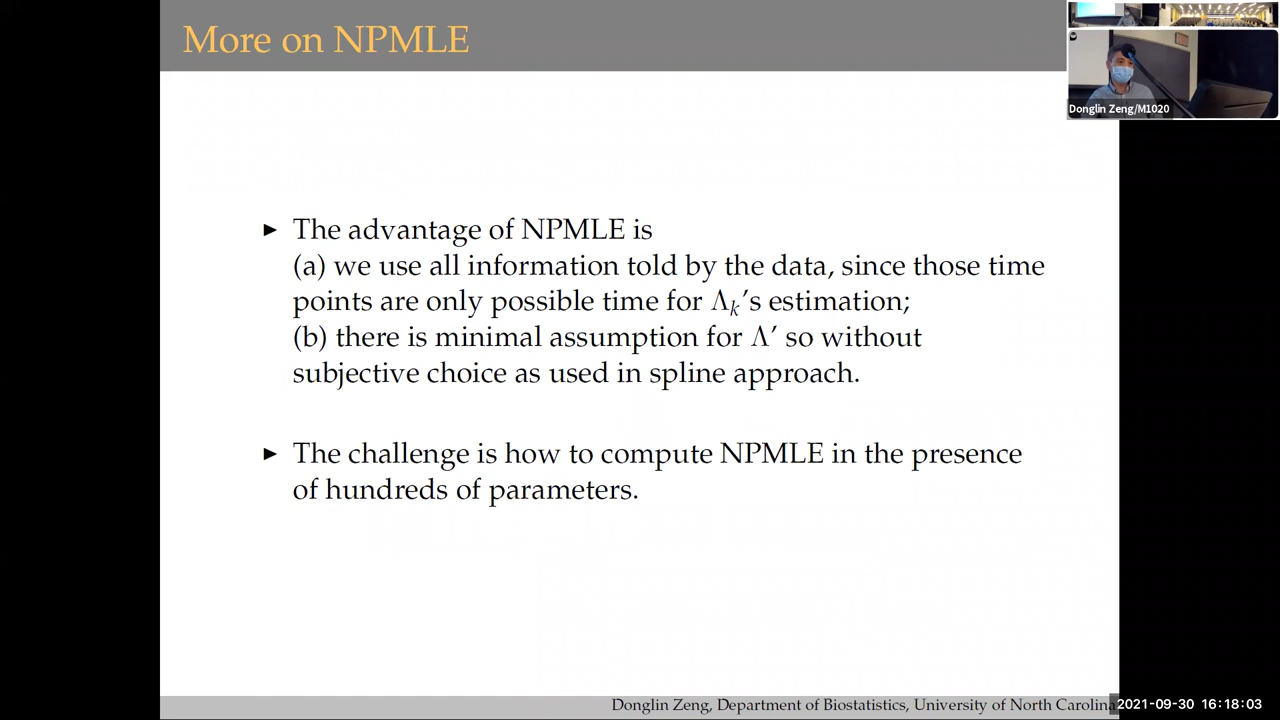 More on NPMLE
Donglin Zeng/M1020
► The advantage of NPMLE is
(a) we use all information told by the data, since those time
points are only possible time for Λk's estimation;
(b) there is minimal assumption for Λ' so without
subjective choice as used in spline approach.
► The challenge is how to compute NPMLE in the presence
of hundreds of parameters.
Donglin Zeng, Department of Biostatistics, University of North Carolina
2021-09-30 16:18:03